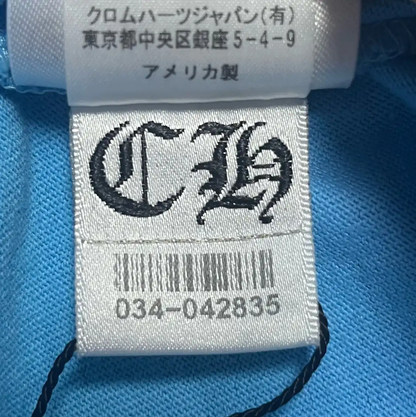 クロムハーツジャパン(有)
東京都中央区銀座5-4-9
アメリカ製
CH
034-042835